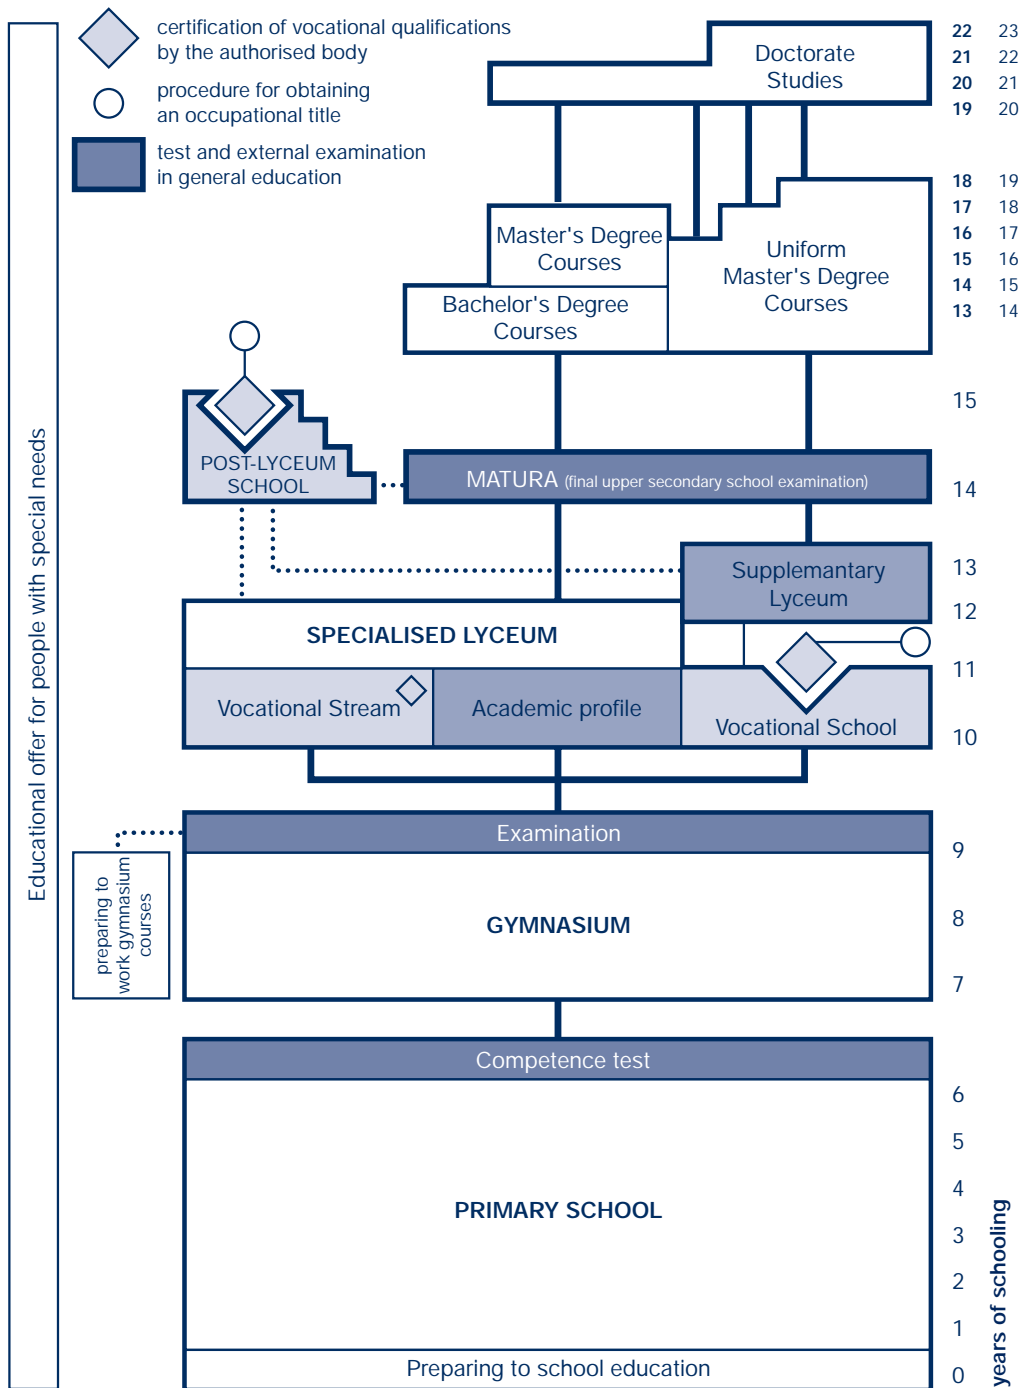 certification of vocational qualifications
by the authorised body
procedure for obtaining
an occupational title
test and external examination
in general education
Educational offer for people with special needs
Doctorate
Studies
22 23
21 22
20 21
19 20
Master's Degree
Courses
Bachelor's Degree
Courses
Uniform
Master's Degree
Courses
18 19
17 18
16 17
15 16
14 15
13 14
15
POST-LYCEUM
SCHOOL
MATURA (final upper secondary school examination)
14
Supplemantary
Lyceum
13
12
SPECIALISED LYCEUM
11
Vocational Stream
Academic profile
Vocational School
10
Examination
9
preparing to
work gymnasium
courses
GYMNASIUM
8
7
Competence test
6
5
4
PRIMARY SCHOOL
3
2
1
Preparing to school education
0
years of schooling